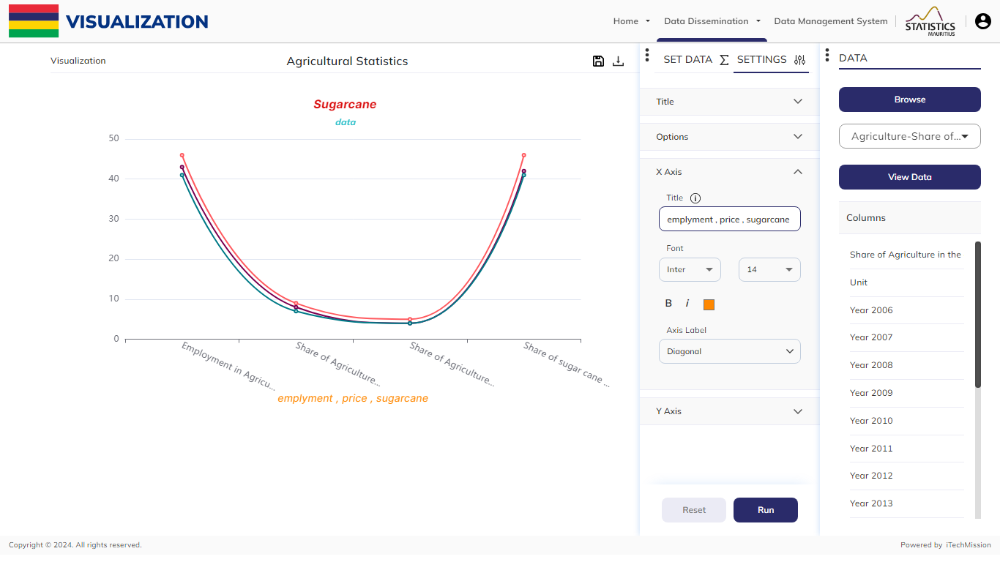 VISUALIZATION
Home
Data Dissemination
Data Management System
STATISTICS
MAURITIUS
Visualization
Agricultural Statistics
Sugarcane
data
50
40
30
20
10
0
Employment in Agricu...
Share of Agriculture...
Share of Agriculture...
Share of sugar cane ...
emplyment , price , sugarcane
SET DATA
SETTINGS
Title
Options
X Axis
Title
emplyment , price , sugarcane
Font
Inter
14
B i
Axis Label
Diagonal
Y Axis
Reset
Run
DATA
Browse
Agriculture-Share of...
View Data
Columns
Share of Agriculture in the
Unit
Year 2006
Year 2007
Year 2008
Year 2009
Year 2010
Year 2011
Year 2012
Year 2013
Copyright © 2024. All rights reserved.
Powered by iTechMission